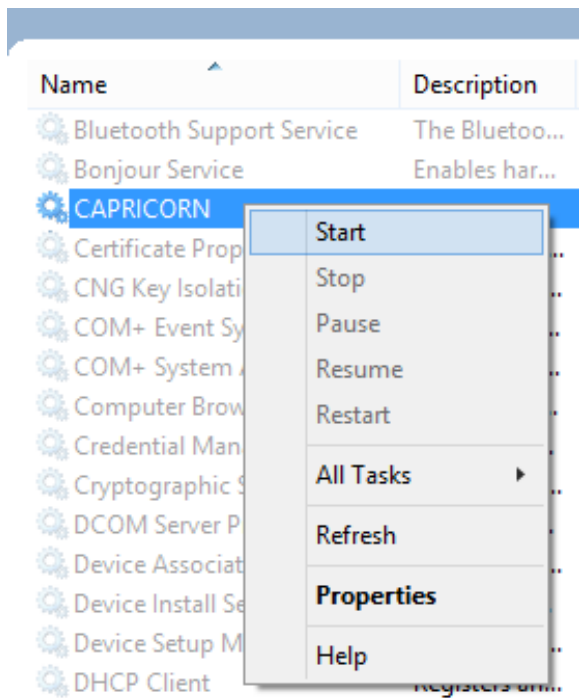 Name Description
Bluetooth Support Service The Bluetoo...
Bonjour Service Enables har...
CAPRICORN
Start
Certificate Prop
Stop
CNG Key Isolati
Pause
COM+ Event Sy
COM+ System
Resume
Computer Brow
Restart
Credential Man
All Tasks
Cryptographic
DCOM Server P
Refresh
Device Associat
Properties
Device Install Se
Device Setup M
Help
DHCP Client